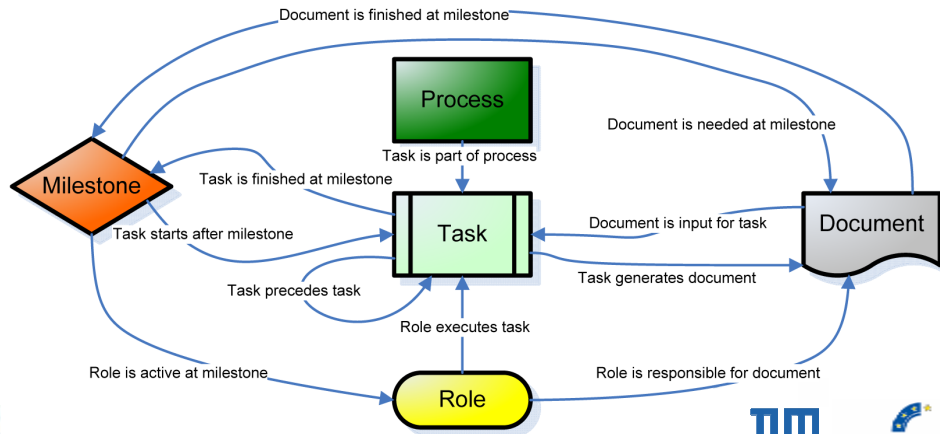 Document is finished at milestone
Process
Document is needed at milestone
Task is part of process
Milestone
Task is finished at milestone
Task
Document is input for task
Document
Task starts after milestone
Task generates document
Task precedes task
Role executes task
Role is active at milestone
Role
Role is responsible for document